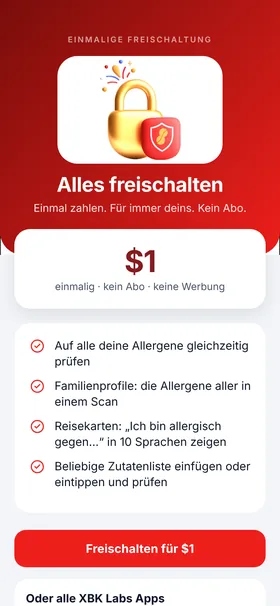 EINMALIGE FREISCHALTUNG
Alles freischalten
Einmal zahlen. Für immer deins. Kein Abo.
$1
einmalig · kein Abo · keine Werbung
Auf alle deine Allergene gleichzeitig
prüfen
Familienprofile: die Allergene aller in
einem Scan
Reisekarten: „Ich bin allergisch
gegen…“ in 10 Sprachen zeigen
Beliebige Zutatenliste einfügen oder
eintippen und prüfen
Freischalten für $1
Oder alle XBK Labs Apps